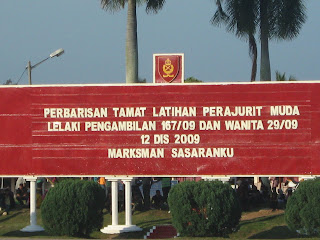 PERBARISAN TAMAT LATIHAN PERAJURIT MUDA
LELAKI PENGAMBILAN 167/09 DAN WANITA 29/09
12 DIS 2009
MARKSMAN SASARANKU